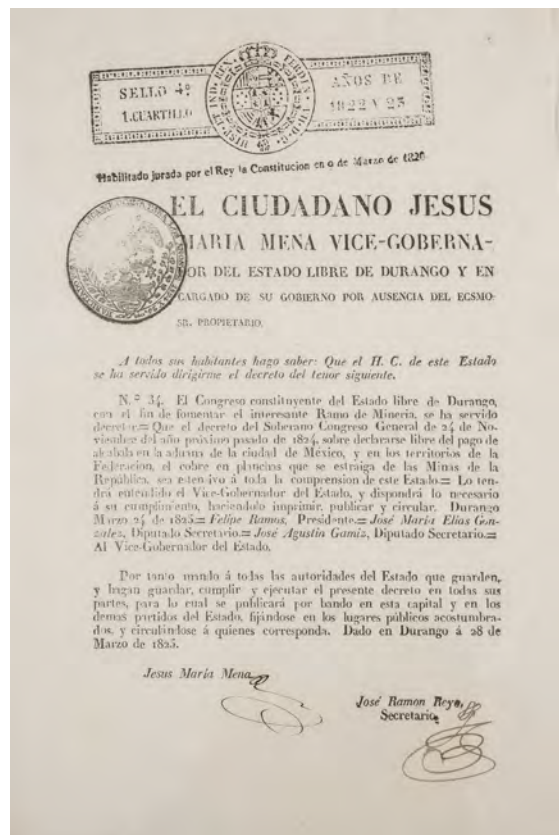 SELLO 4º
1.CUARTILLO
HISP.ET IND. REX. FERDIN. VII. D. G.
AÑOS DE
1822 Y 23
Habilitado jurada por el Rey la Constitucion en 9 de Marzo de 1820
EL CIUDADANO JESUS
MARIA MENA VICE-GOBERNA-
DOR DEL ESTADO LIBRE DE DURANGO Y EN
CARGADO DE SU GOBIERNO POR AUSENCIA DEL ECSMO.
SR. PROPIETARIO.
A todos sus habitantes hago saber: Que el H. C. de este Estado
se ha servido dirigirme el decreto del tenor siguiente.
N.º 34. El Congreso constituyente del Estado libre de Durango,
con el fin de fomentar el interesante Ramo de Minería, se ha servido
decretar= Que el decreto del Soberano Congreso General de 24 de No-
viembre del año próximo pasado de 1824, sobre declararse libre del pago de
alcabala en la aduana de la ciudad de México, y en los territorios de la
Federacion, el cobre en planchas que se estraiga de las Minas de la
República, sea estensivo á toda la comprension de este Estado.= Lo ten-
drá entendido el Vice-Gobernador del Estado, y dispondrá lo necesario
á su cumplimiento, haciendolo imprimir, publicar y circular. Durango
Marzo 24 de 1825.= Felipe Ramos, Presidente.= José María Elias Gon-
zalez, Diputado Secretario.= José Agustin Gamiz, Diputado Secretario.=
Al Vice-Gobernador del Estado.
Por tanto mando á todas las autoridades del Estado que guarden,
y hagan guardar, cumplir y ejecutar el presente decreto en todas sus
partes, para lo cual se publicará por bando en esta capital y en los
demas partidos del Estado, fijándose en los lugares públicos acostumbra-
dos, y circulándose á quienes corresponda. Dado en Durango á 28 de
Marzo de 1825.
Jesus María Mena
José Ramon Reyo,
Secretario